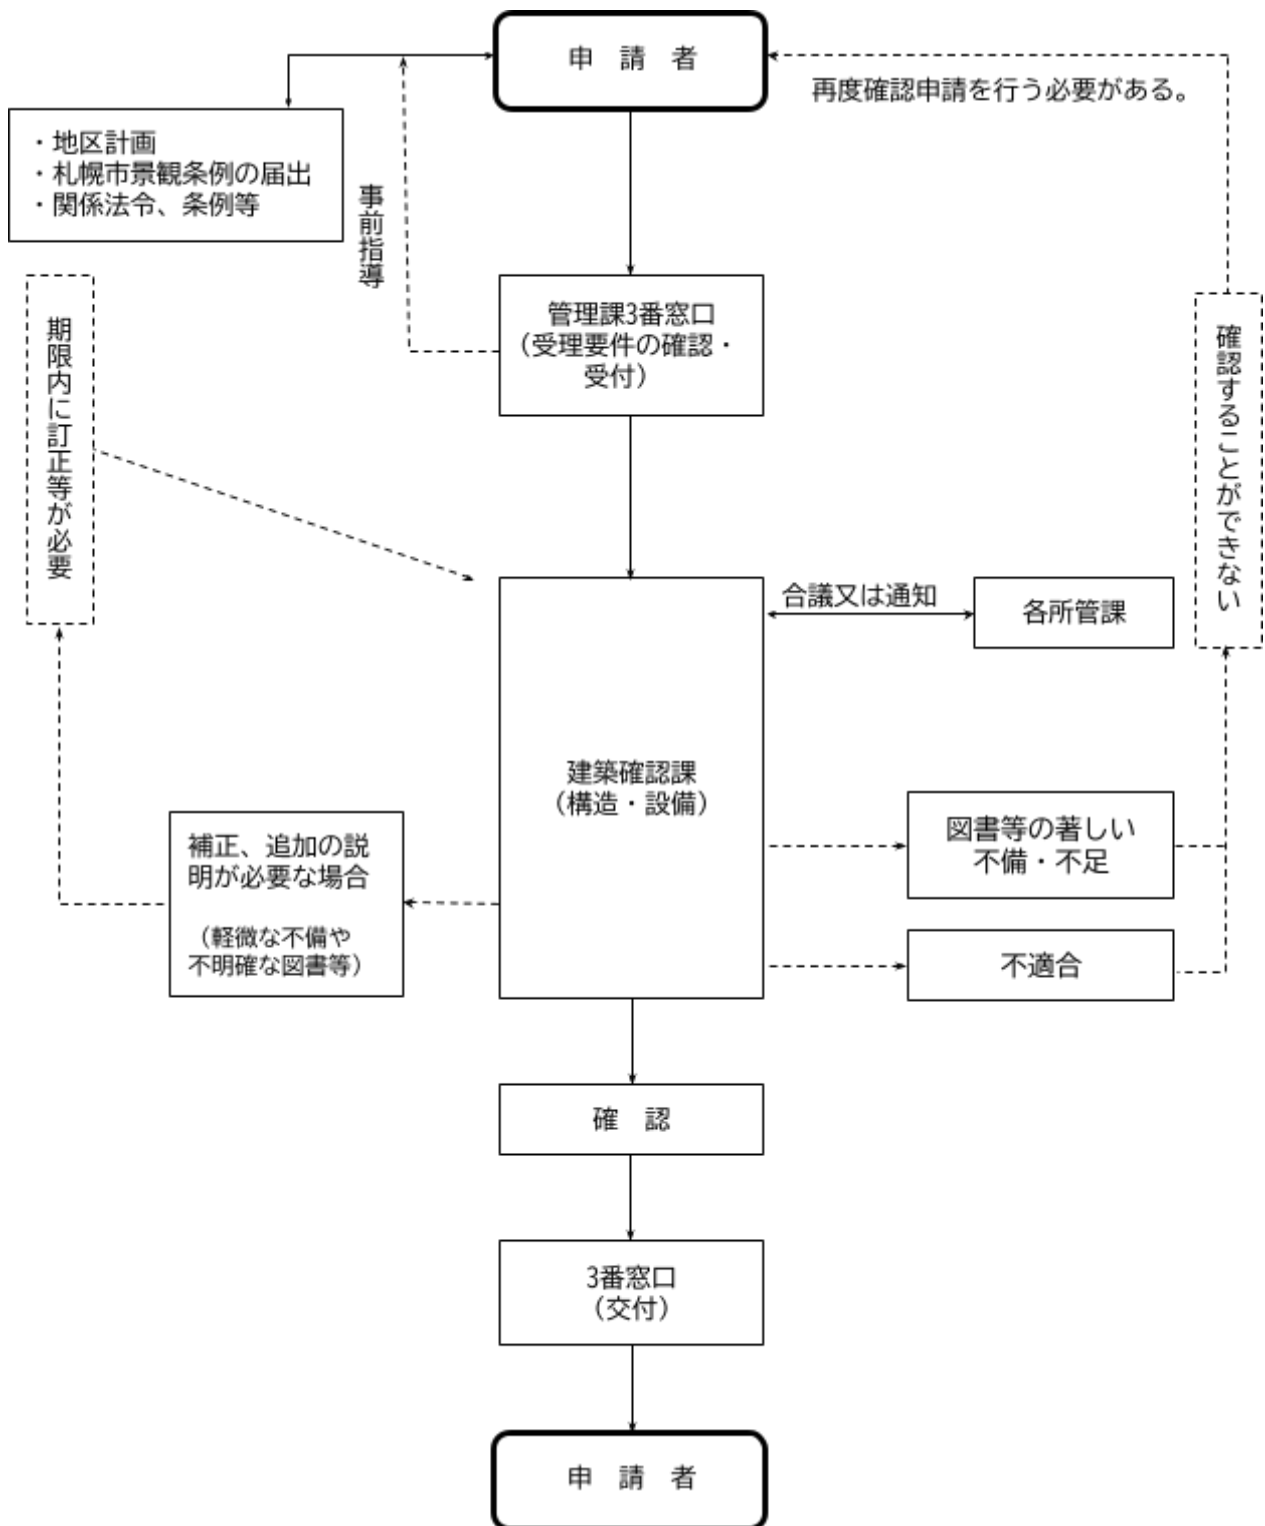 申　請　者
再度確認申請を行う必要がある。
・地区計画
・札幌市景観条例の届出
・関係法令、条例等
事前指導
管理課3番窓口
（受理要件の確認・
受付）
期限内に訂正等が必要
確認することができない
合議又は通知
各所管課
建築確認課
（構造・設備）
補正、追加の説
明が必要な場合
（軽微な不備や
不明確な図書等）
図書等の著しい
不備・不足
不適合
確　認
3番窓口
（交付）
申　請　者